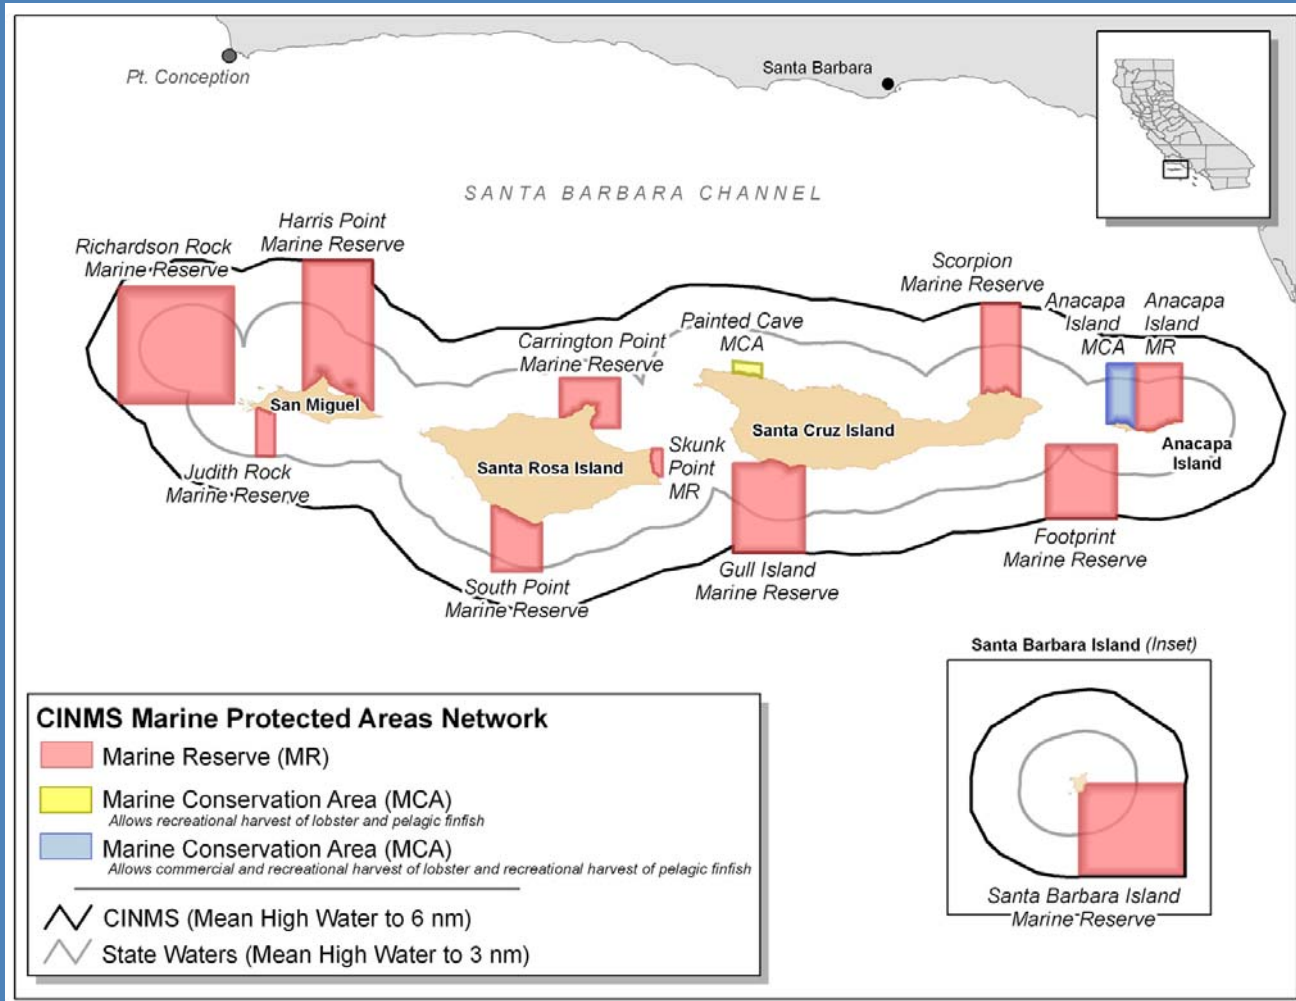 Pt. Conception
Santa Barbara
SANTA BARBARA CHANNEL
Richardson Rock
Marine Reserve
Harris Point
Marine Reserve
Scorpion
Marine Reserve
Anacapa
Island
MCA
Anacapa
Island
MR
Painted Cave
MCA
Carrington Point
Marine Reserve
San Miguel
Santa Cruz Island
Anacapa
Island
Santa Rosa Island
Skunk
Point
MR
Judith Rock
Marine Reserve
Footprint
Marine Reserve
Gull Island
Marine Reserve
South Point
Marine Reserve
Santa Barbara Island (Inset)
Santa Barbara Island
Marine Reserve
CINMS Marine Protected Areas Network
Marine Reserve (MR)
Marine Conservation Area (MCA)
Allows recreational harvest of lobster and pelagic finfish
Marine Conservation Area (MCA)
Allows commercial and recreational harvest of lobster and recreational harvest of pelagic finfish
CINMS (Mean High Water to 6 nm)
State Waters (Mean High Water to 3 nm)